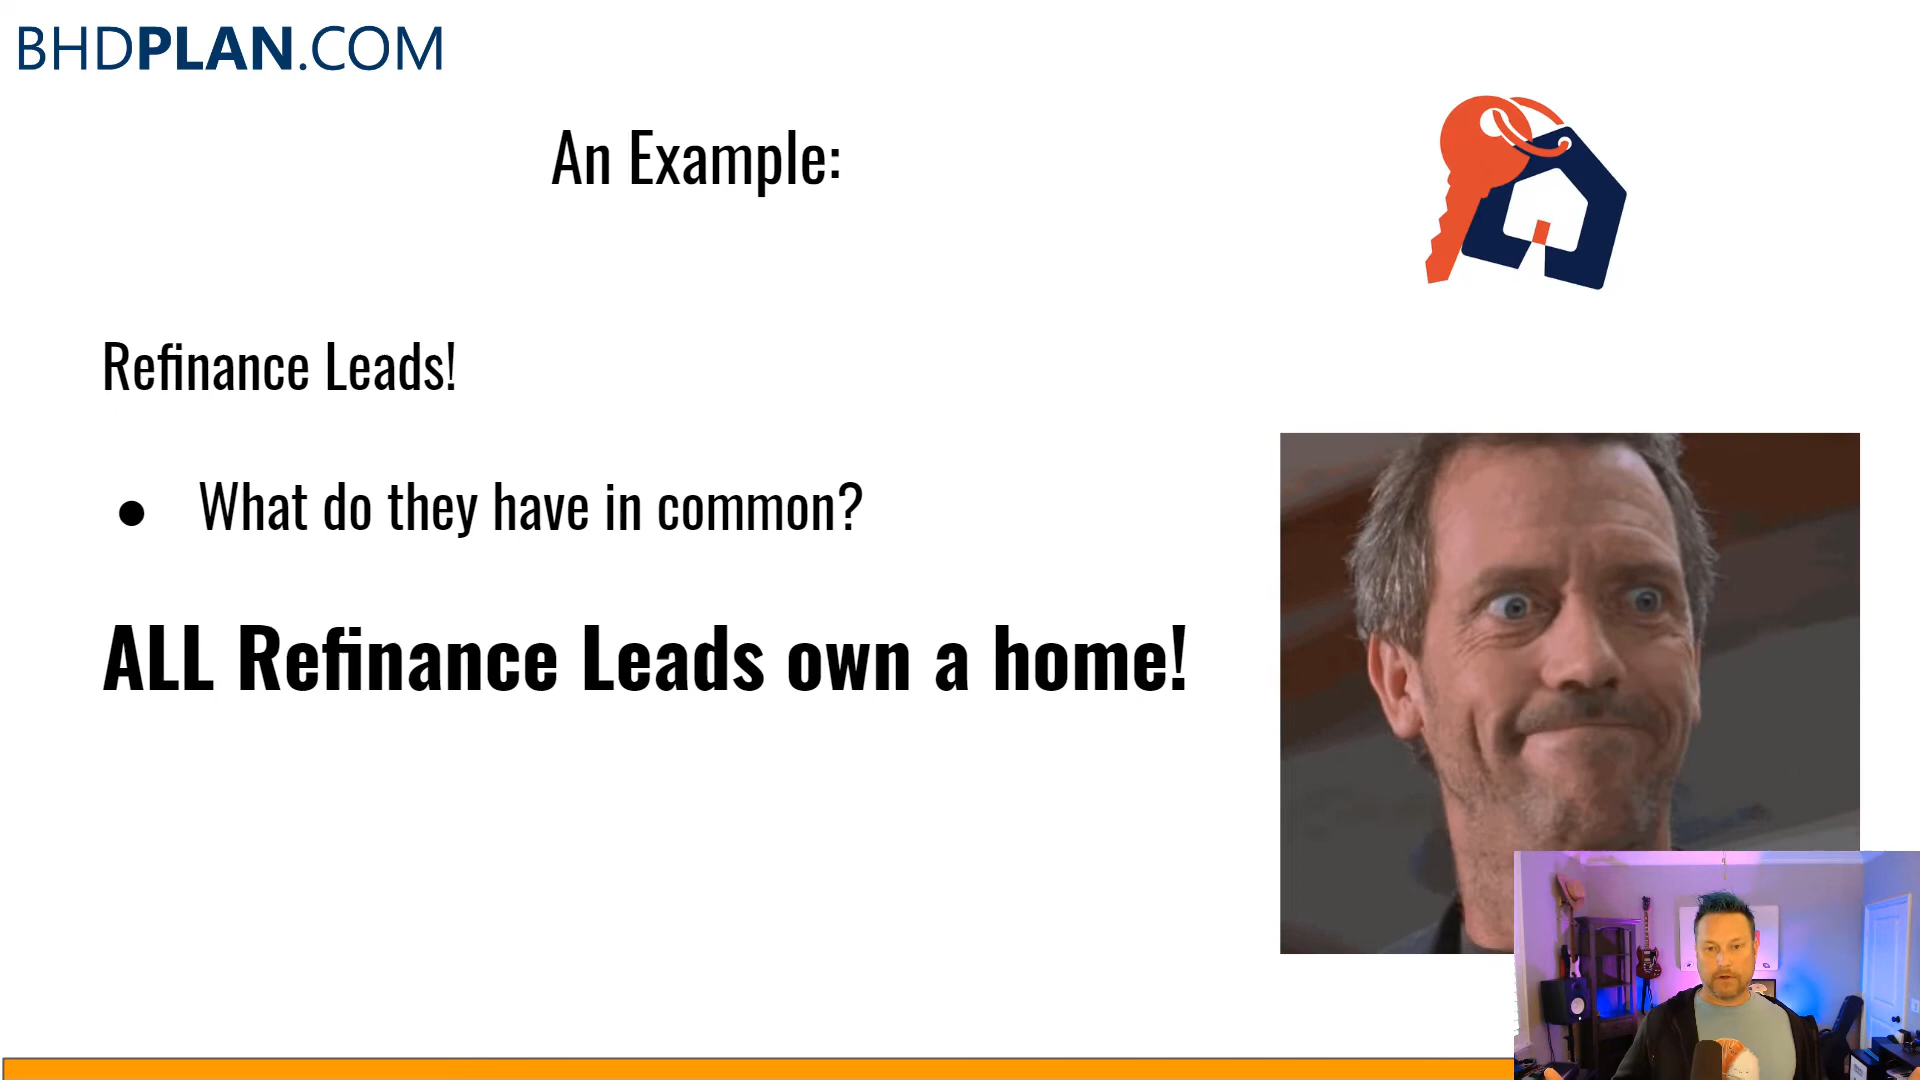 BHDPLAN.COM
An Example:
Refinance Leads!
● What do they have in common?
ALL Refinance Leads own a home!